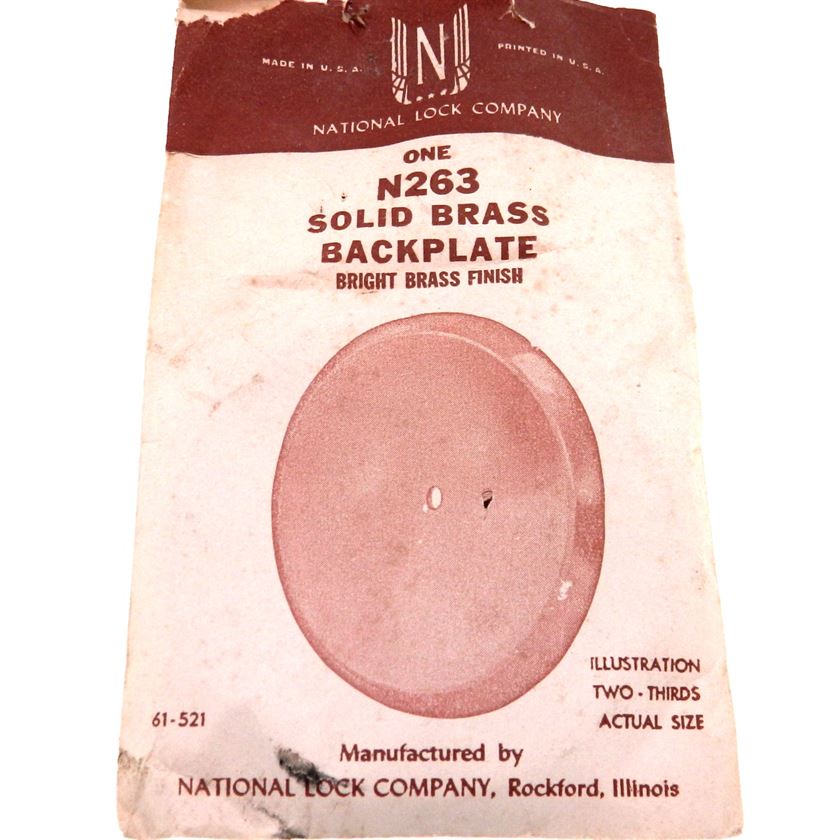 MADE IN U. S. A.
N
PRINTED IN U. S. A.
NATIONAL LOCK COMPANY
ONE
N263
SOLID BRASS
BACKPLATE
BRIGHT BRASS FINISH
ILLUSTRATION
TWO - THIRDS
ACTUAL SIZE
61-521
Manufactured by
NATIONAL LOCK COMPANY, Rockford, Illinois